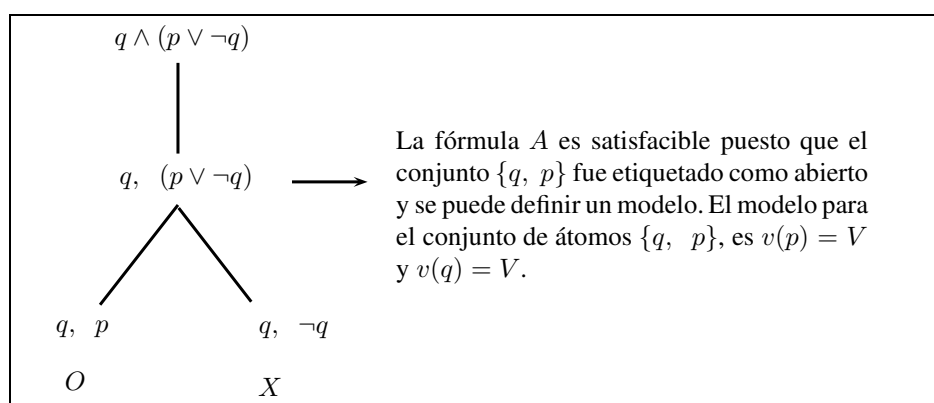 q ∧ (p ∨ ¬q)
q, (p ∨ ¬q)
La fórmula A es satisfacible puesto que el
conjunto {q, p} fue etiquetado como abierto
y se puede definir un modelo. El modelo para
el conjunto de átomos {q, p}, es v(p) = V
y v(q) = V.
q, p
q, ¬q
O
X